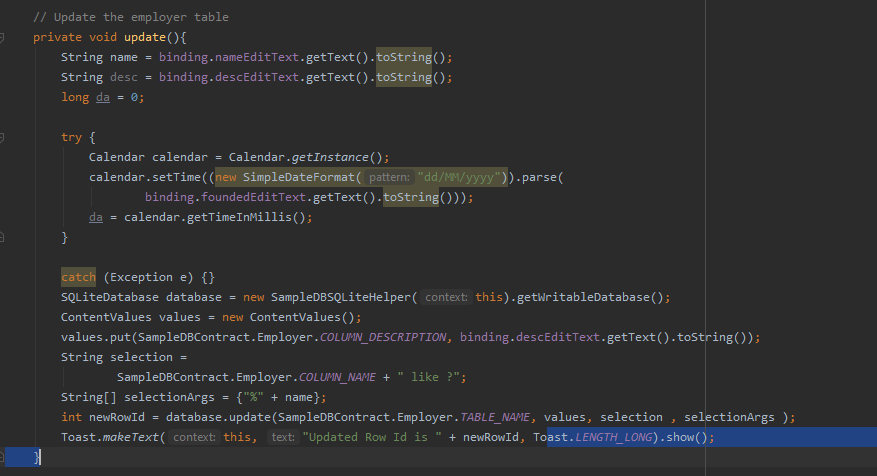 // Update the employer table
private void update(){
String name = binding.nameEditText.getText().toString();
String desc = binding.descEditText.getText().toString();
long da = 0;
try {
Calendar calendar = Calendar.getInstance();
calendar.setTime((new SimpleDateFormat( pattern: "dd/MM/yyyy")).parse(
binding.foundedEditText.getText().toString()));
da = calendar.getTimeInMillis();
}
catch (Exception e) {}
SQLiteDatabase database = new SampleDBSQLiteHelper( context: this).getWritableDatabase();
ContentValues values = new ContentValues();
values.put(SampleDBContract.Employer.COLUMN_DESCRIPTION, binding.descEditText.getText().toString());
String selection =
SampleDBContract.Employer.COLUMN_NAME + " like ?";
String[] selectionArgs = {"%" + name};
int newRowId = database.update(SampleDBContract.Employer.TABLE_NAME, values, selection , selectionArgs );
Toast.makeText( context: this, text: "Updated Row Id is " + newRowId, Toast.LENGTH_LONG).show();
}